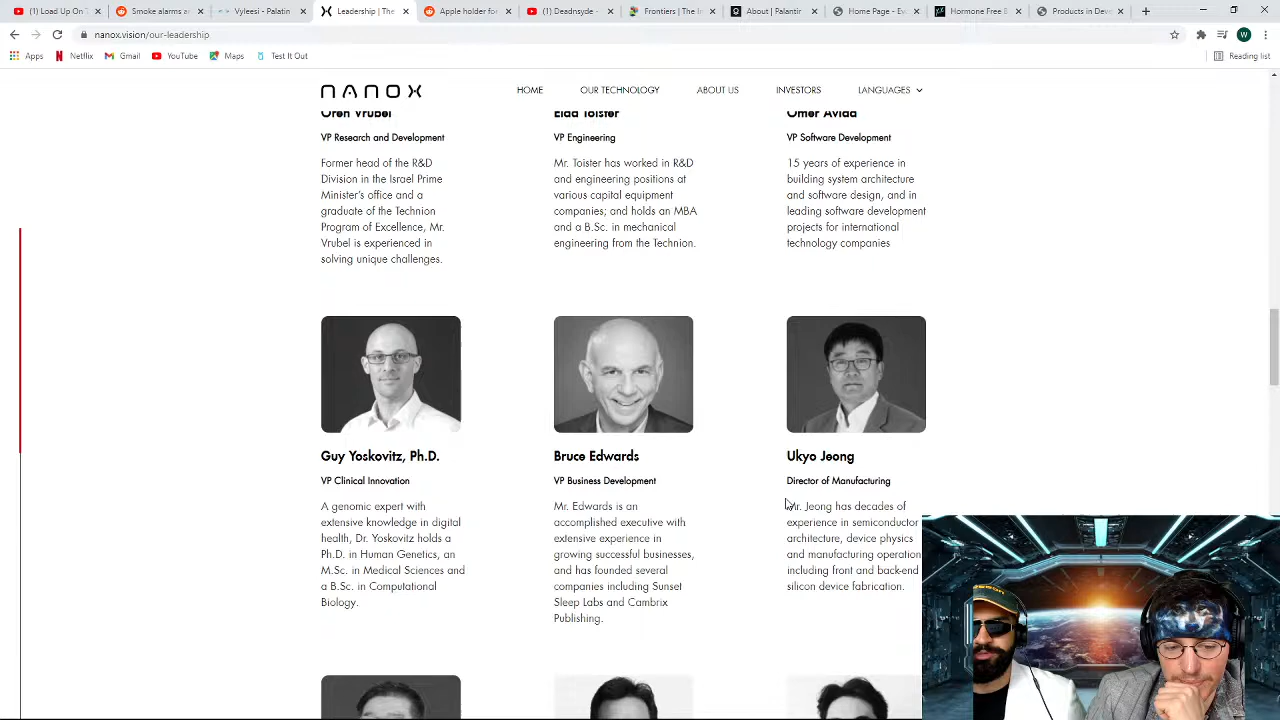 (1) Load Up On T
Smoke alarms ar
Vyleesi - Palatin
Leadership | The
Apple holder for
(1) Deadnsyde -
Frontiers | The In
About | Palantir
Home Page - Ev
Hormone Free B
Products in Deve
nanox.vision/our-leadership
W
Apps
Netflix
Gmail
YouTube
Maps
Test It Out
Reading list
NANOX
HOME
OUR TECHNOLOGY
ABOUT US
INVESTORS
LANGUAGES
Oren Vrubel
VP Research and Development
Former head of the R&D
Division in the Israel Prime
Minister's office and a
graduate of the Technion
Program of Excellence, Mr.
Vrubel is experienced in
solving unique challenges.
Elad Toister
VP Engineering
Mr. Toister has worked in R&D
and engineering positions at
various capital equipment
companies; and holds an MBA
and a B.Sc. in mechanical
engineering from the Technion.
Omer Aviad
VP Software Development
15 years of experience in
building system architecture
and software design, and in
leading software development
projects for international
technology companies
Guy Yoskovitz, Ph.D.
VP Clinical Innovation
A genomic expert with
extensive knowledge in digital
health, Dr. Yoskovitz holds a
Ph.D. in Human Genetics, an
M.Sc. in Medical Sciences and
a B.Sc. in Computational
Biology.
Bruce Edwards
VP Business Development
Mr. Edwards is an
accomplished executive with
extensive experience in
growing successful businesses,
and has founded several
companies including Sunset
Sleep Labs and Cambrix
Publishing.
Ukyo Jeong
Director of Manufacturing
Mr. Jeong has decades of
experience in semiconductor
architecture, device physics
and manufacturing operation
including front and back-end
silicon device fabrication.